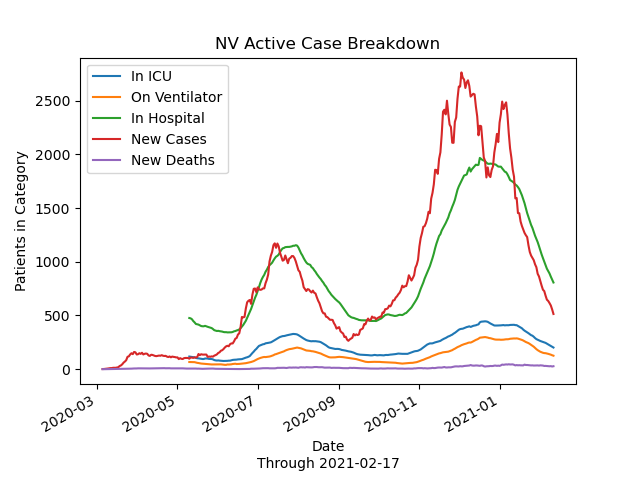 NV Active Case Breakdown
In ICU
On Ventilator
In Hospital
New Cases
New Deaths
Patients in Category
2500
2000
1500
1000
500
0
2020-03
2020-05
2020-07
2020-09
2020-11
2021-01
Date
Through 2021-02-17